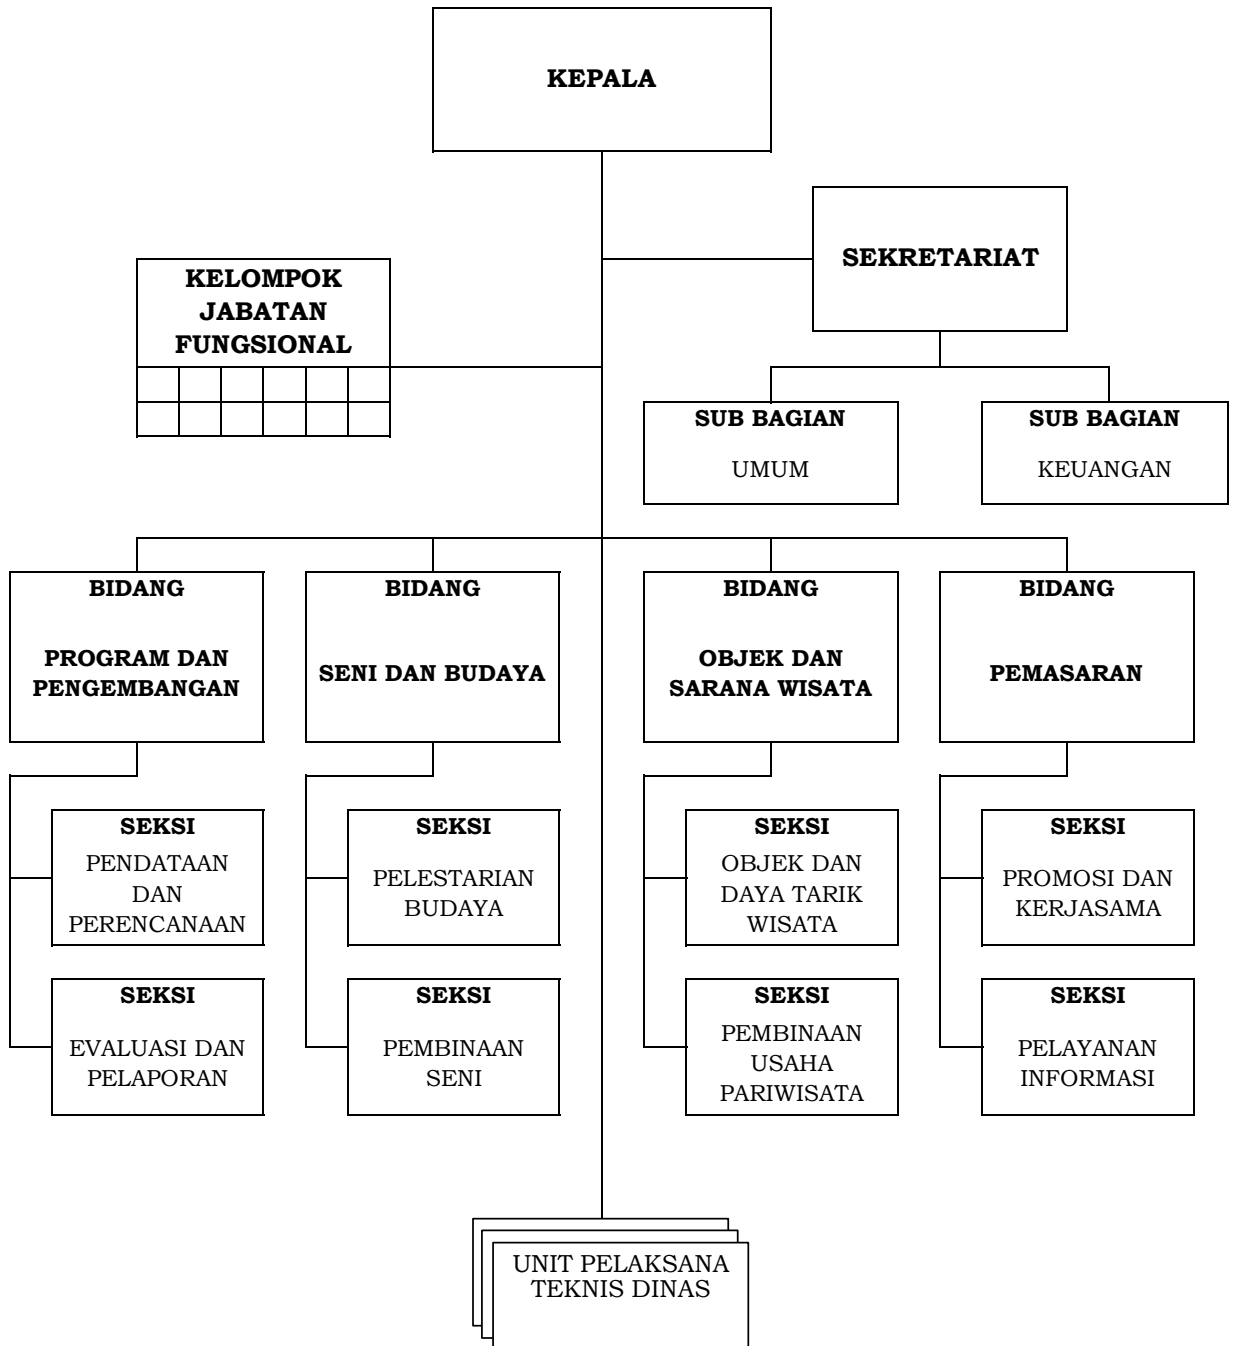 KEPALA
SEKRETARIAT
KELOMPOK
JABATAN
FUNGSIONAL
SUB BAGIAN
UMUM
SUB BAGIAN
KEUANGAN
BIDANG
PROGRAM DAN
PENGEMBANGAN
BIDANG
SENI DAN BUDAYA
BIDANG
OBJEK DAN
SARANA WISATA
BIDANG
PEMASARAN
SEKSI
PENDATAAN
DAN
PERENCANAAN
SEKSI
PELESTARIAN
BUDAYA
SEKSI
OBJEK DAN
DAYA TARIK
WISATA
SEKSI
PROMOSI DAN
KERJASAMA
SEKSI
EVALUASI DAN
PELAPORAN
SEKSI
PEMBINAAN
SENI
SEKSI
PEMBINAAN
USAHA
PARIWISATA
SEKSI
PELAYANAN
INFORMASI
UNIT PELAKSANA
TEKNIS DINAS